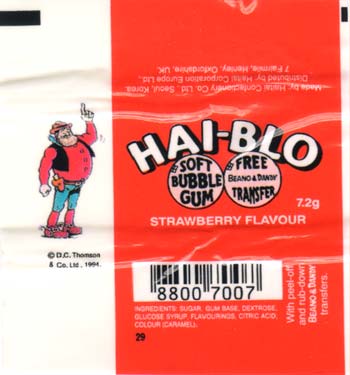 Made by: Haitai Confectionery Co., Ltd. Seoul, Korea.
Distributed by: Haitai Corporation Europe Ltd.,
7 Fairmile, Henley, Oxfordshire, UK.
HAI-BLO
SOFT
BUBBLE
GUM
FREE
BEANO & DANDY
TRANSFER
7.2g
STRAWBERRY FLAVOUR
© D.C. Thomson
& Co. Ltd., 1994.
8800 7007
INGREDIENTS: SUGAR, GUM BASE, DEXTROSE,
GLUCOSE SYRUP, FLAVOURINGS, CITRIC ACID,
COLOUR (CARAMEL).
29
With peel-off
and rub-down
BEANO & DANDY
transfers.